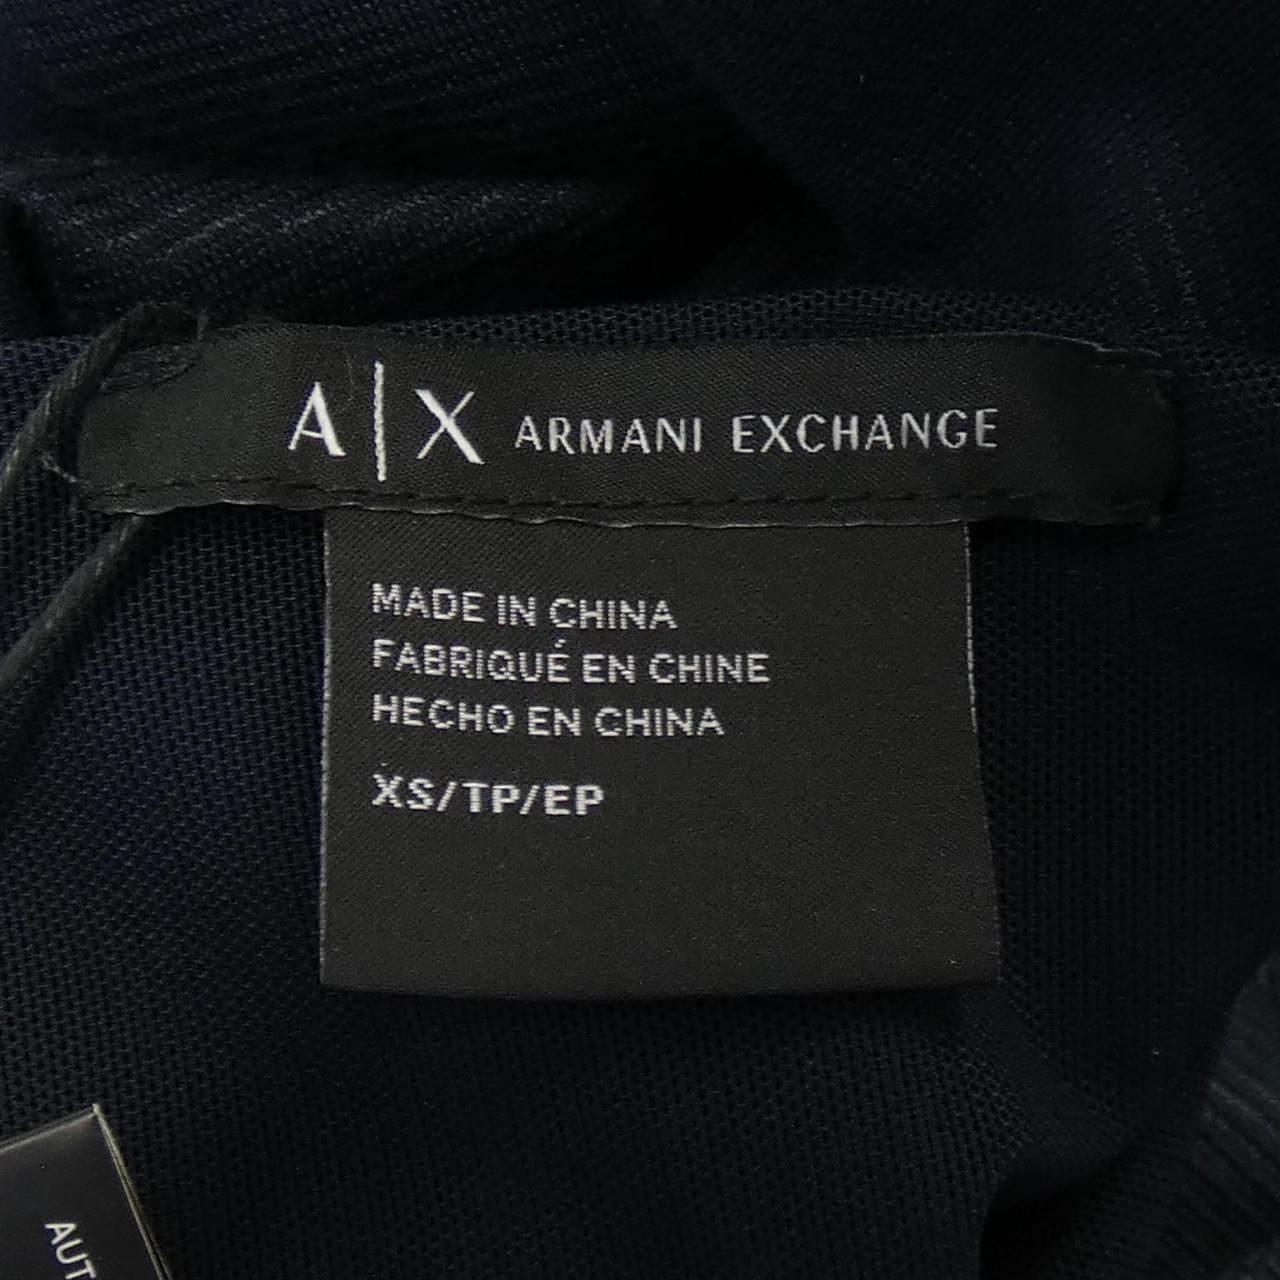 A|X ARMANI EXCHANGE
MADE IN CHINA
FABRIQUÉ EN CHINE
HECHO EN CHINA
XS/TP/EP